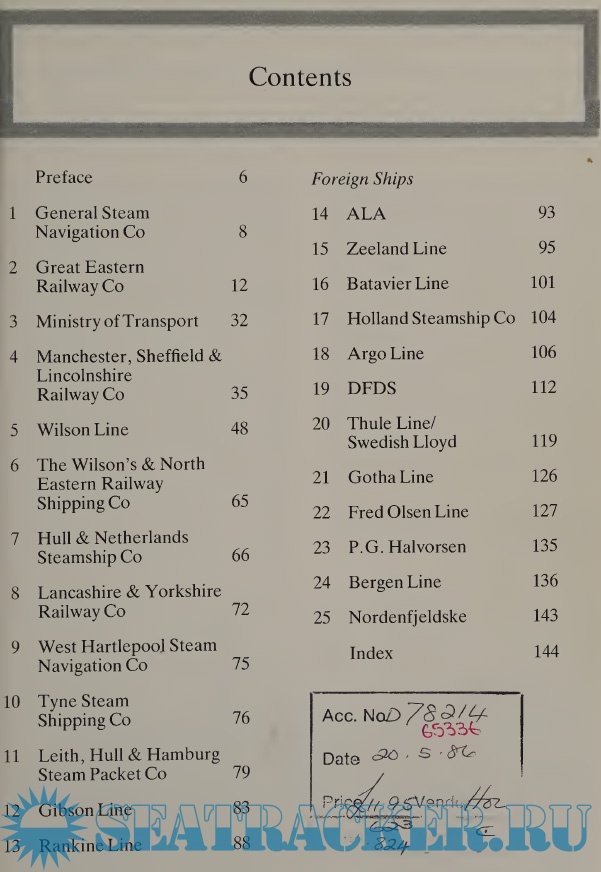 Contents
Preface 6
1 General Steam
Navigation Co 8
2 Great Eastern
Railway Co 12
3 Ministry of Transport 32
4 Manchester, Sheffield &
Lincolnshire
Railway Co 35
5 Wilson Line 48
6 The Wilson's & North
Eastern Railway
Shipping Co 65
7 Hull & Netherlands
Steamship Co 66
8 Lancashire & Yorkshire
Railway Co 72
9 West Hartlepool Steam
Navigation Co 75
10 Tyne Steam
Shipping Co 76
11 Leith, Hull & Hamburg
Steam Packet Co 79
12 Gibson Line 83
13 Rankine Line 88
Foreign Ships
14 ALA 93
15 Zeeland Line 95
16 Batavier Line 101
17 Holland Steamship Co 104
18 Argo Line 106
19 DFDS 112
20 Thule Line/
Swedish Lloyd 119
21 Gotha Line 126
22 Fred Olsen Line 127
23 P.G. Halvorsen 135
24 Bergen Line 136
25 Nordenfjeldske 143
Index 144
Acc. No. D 78214
65336
Date 20.5.86
Price £11.95 Vendr
623
824
SEATRACKER.RU